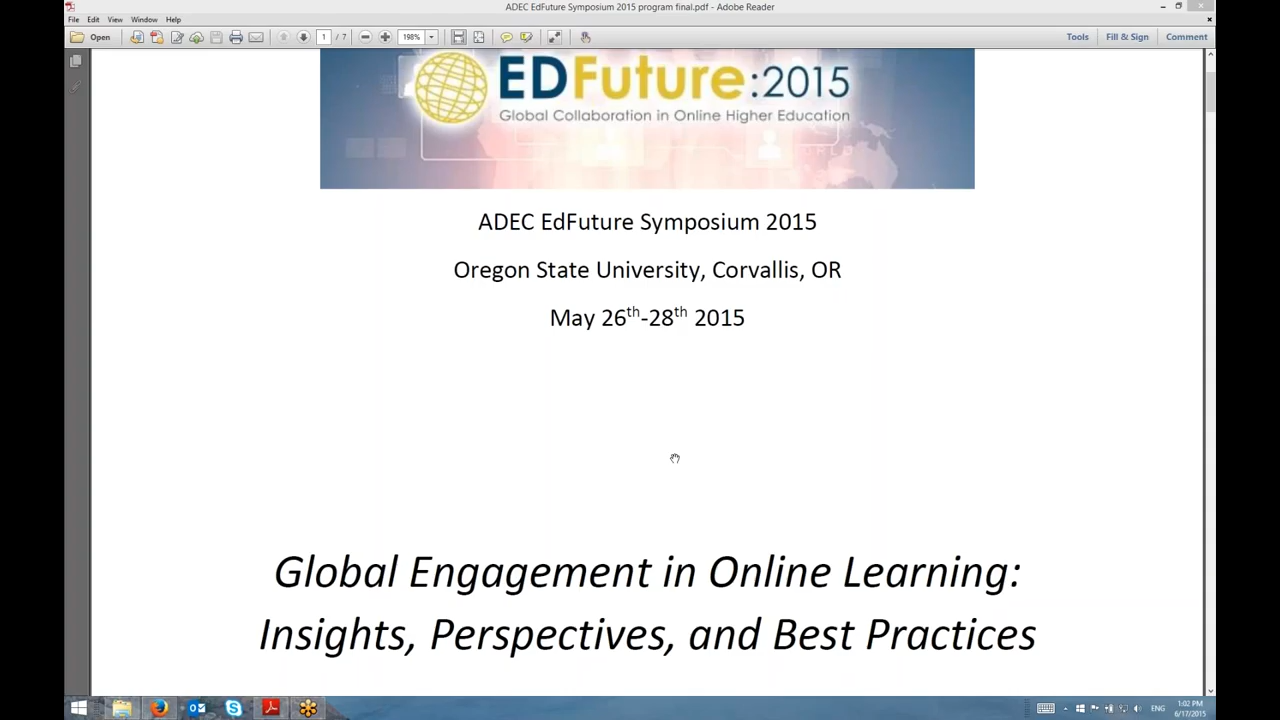 ADEC EdFuture Symposium 2015 program final.pdf - Adobe Reader
File Edit View Window Help
Open 1 / 7 198% Tools Fill & Sign Comment
EDFuture:2015
Global Collaboration in Online Higher Education
ADEC EdFuture Symposium 2015
Oregon State University, Corvallis, OR
May 26th-28th 2015
Global Engagement in Online Learning:
Insights, Perspectives, and Best Practices
ENG 1:02 PM
6/17/2015